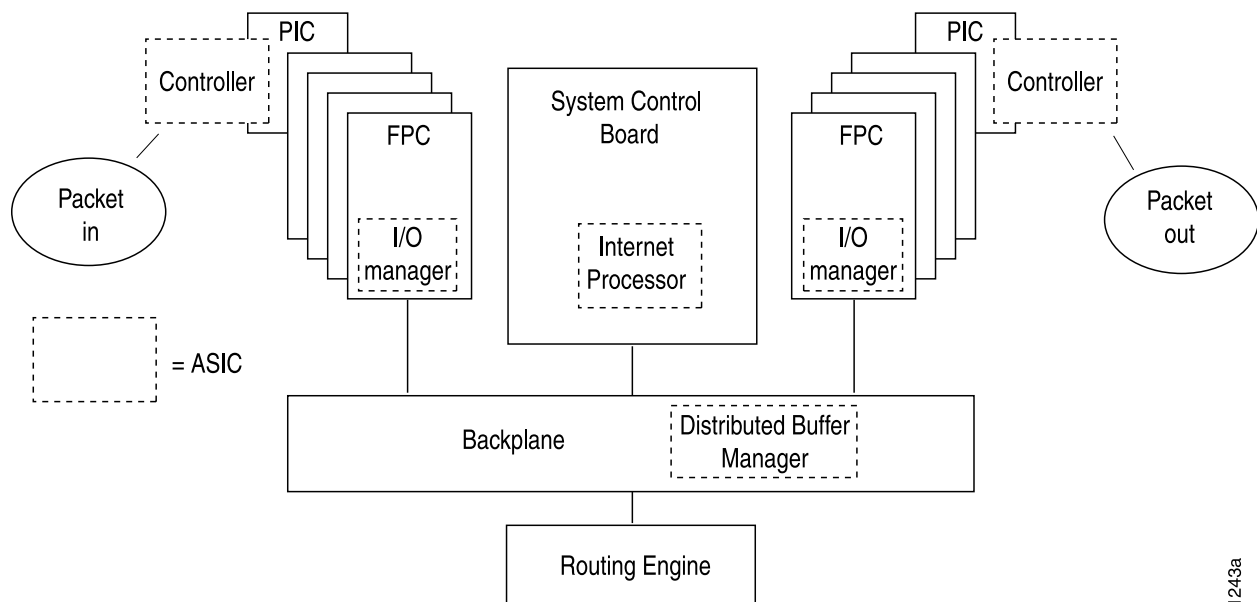 PIC
Controller
FPC
I/O
manager
Packet
in
System Control
Board
Internet
Processor
PIC
Controller
FPC
I/O
manager
Packet
out
= ASIC
Backplane
Distributed Buffer
Manager
Routing Engine
1243a